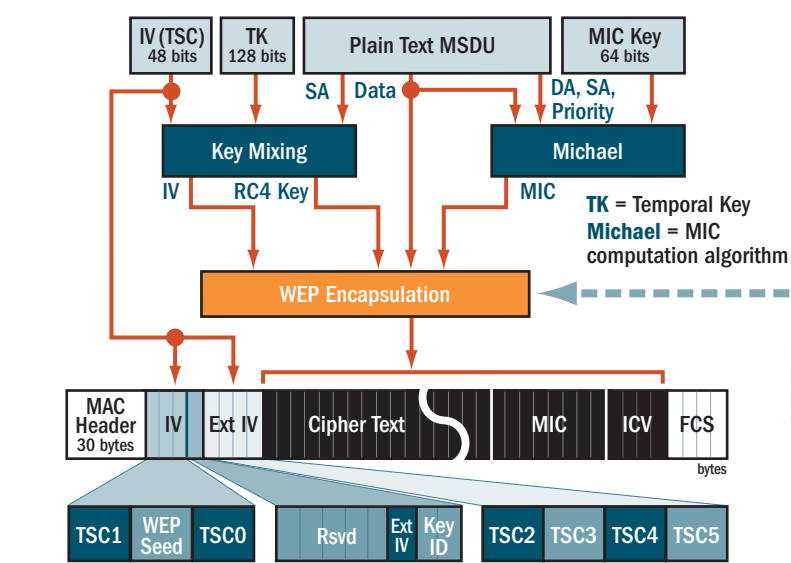 IV (TSC)
48 bits
TK
128 bits
Plain Text MSDU
MIC Key
64 bits
SA
Data
DA, SA,
Priority
Key Mixing
Michael
IV
RC4 Key
MIC
TK = Temporal Key
Michael = MIC
computation algorithm
WEP Encapsulation
MAC
Header
30 bytes
IV
Ext IV
Cipher Text
MIC
ICV
FCS
bytes
TSC1
WEP
Seed
TSC0
Rsvd
Ext
IV
Key
ID
TSC2
TSC3
TSC4
TSC5